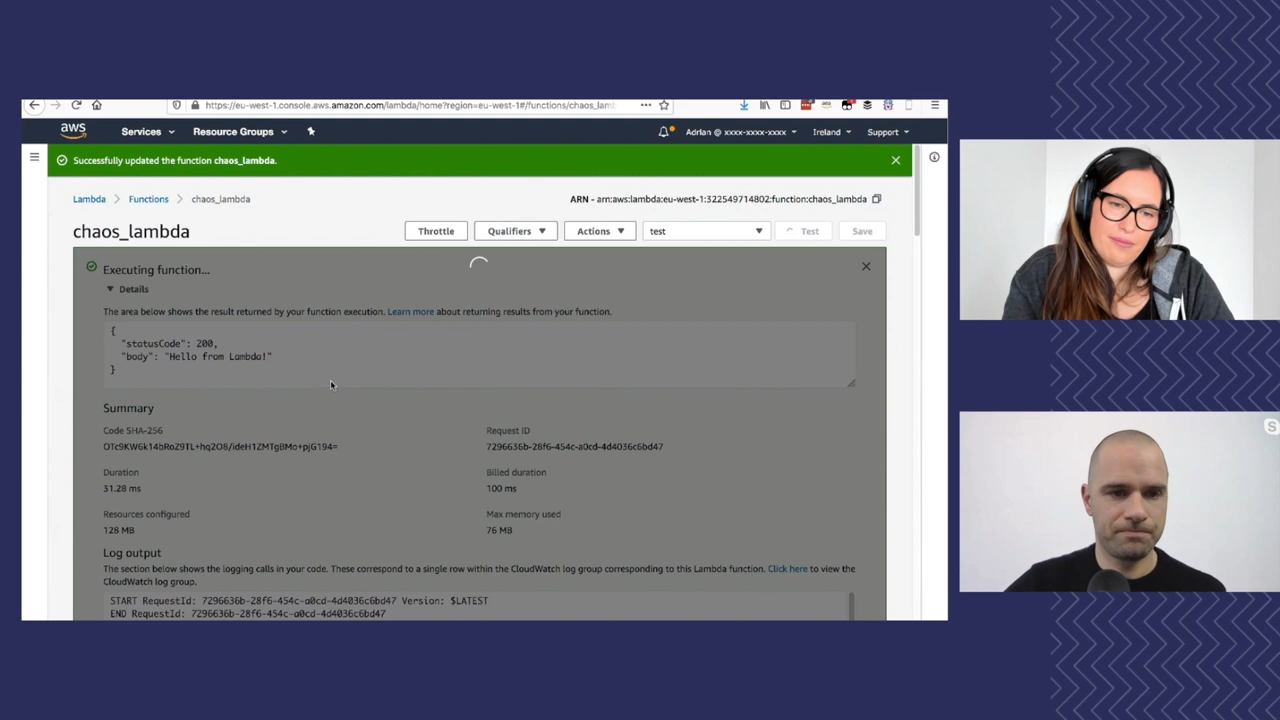 https://eu-west-1.console.aws.amazon.com/lambda/home?region=eu-west-1#/functions/chaos_lamb
aws
Services
Resource Groups
Adrian @ xxxx-xxxx-xxxx
Ireland
Support
Successfully updated the function chaos_lambda.
Lambda
Functions
chaos_lambda
ARN - arn:aws:lambda:eu-west-1:322549714802:function:chaos_lambda
chaos_lambda
Throttle
Qualifiers
Actions
test
Test
Save
Executing function...
Details
The area below shows the result returned by your function execution. Learn more about returning results from your function.
{
"statusCode": 200,
"body": "Hello from Lambda!"
}
Summary
Code SHA-256
Request ID
OTc9KW6k14bRoZ9TL+hq2O8/ideH1ZMTgBMo+pjG194=
7296636b-28f6-454c-a0cd-4d4036c6bd47
Duration
Billed duration
31.28 ms
100 ms
Resources configured
Max memory used
128 MB
76 MB
Log output
The section below shows the logging calls in your code. These correspond to a single row within the CloudWatch log group corresponding to this Lambda function. Click here to view the
CloudWatch log group.
START RequestId: 7296636b-28f6-454c-a0cd-4d4036c6bd47 Version: $LATEST
END RequestId: 7296636b-28f6-454c-a0cd-4d4036c6bd47
S